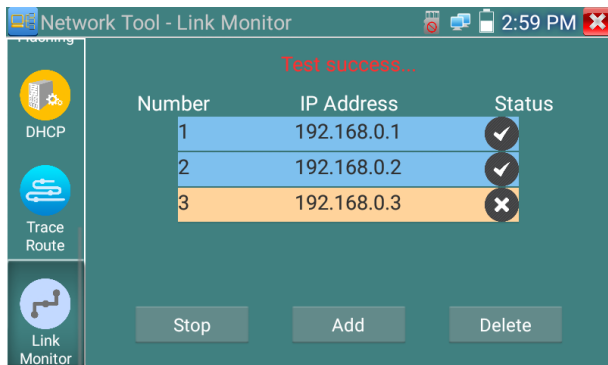 Network Tool - Link Monitor
2:59 PM
Test success...
Number IP Address Status
1 192.168.0.1
2 192.168.0.2
3 192.168.0.3
DHCP
Trace
Route
Link
Monitor
Stop Add Delete